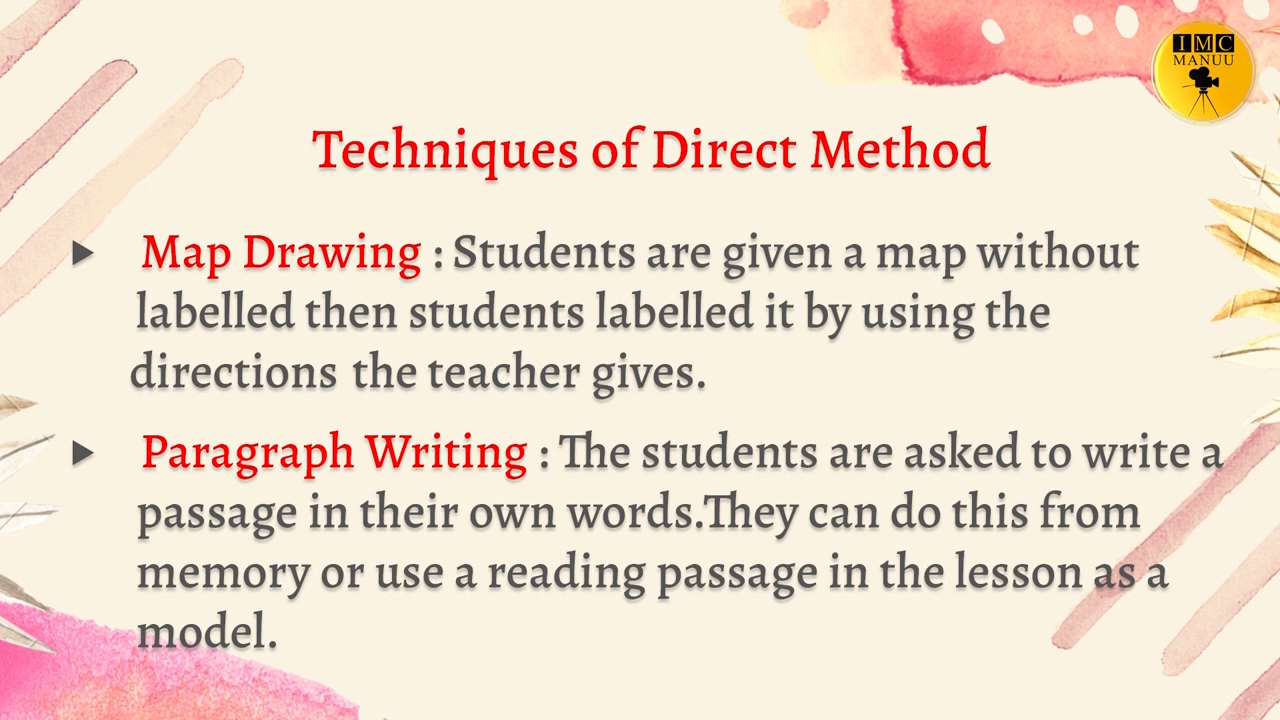 IMC
MANUU
Techniques of Direct Method
Map Drawing : Students are given a map without
labelled then students labelled it by using the
directions the teacher gives.
Paragraph Writing : The students are asked to write a
passage in their own words.They can do this from
memory or use a reading passage in the lesson as a
model.